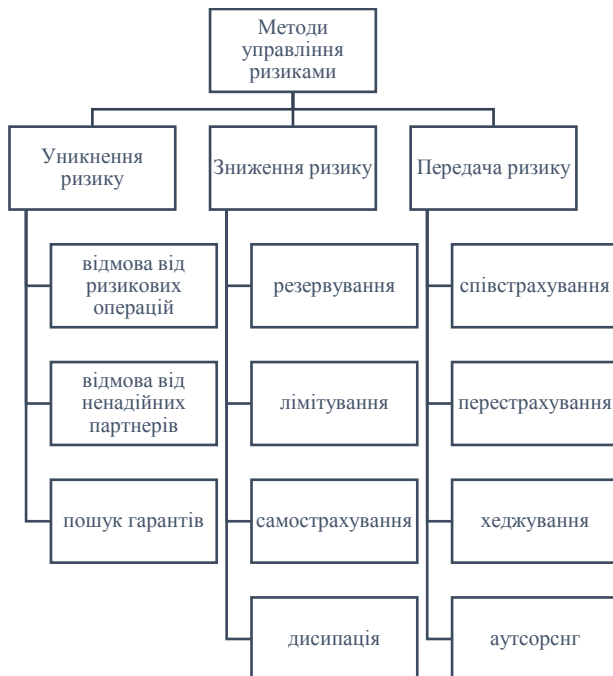 Методи
управління
ризиками
Уникнення
ризику
Зниження ризику
Передача ризику
відмова від
ризикових
операцій
резервування
співстрахування
відмова від
ненадійних
партнерів
лімітування
перестрахування
пошук гарантів
самострахування
хеджування
дисипація
аутсорснг